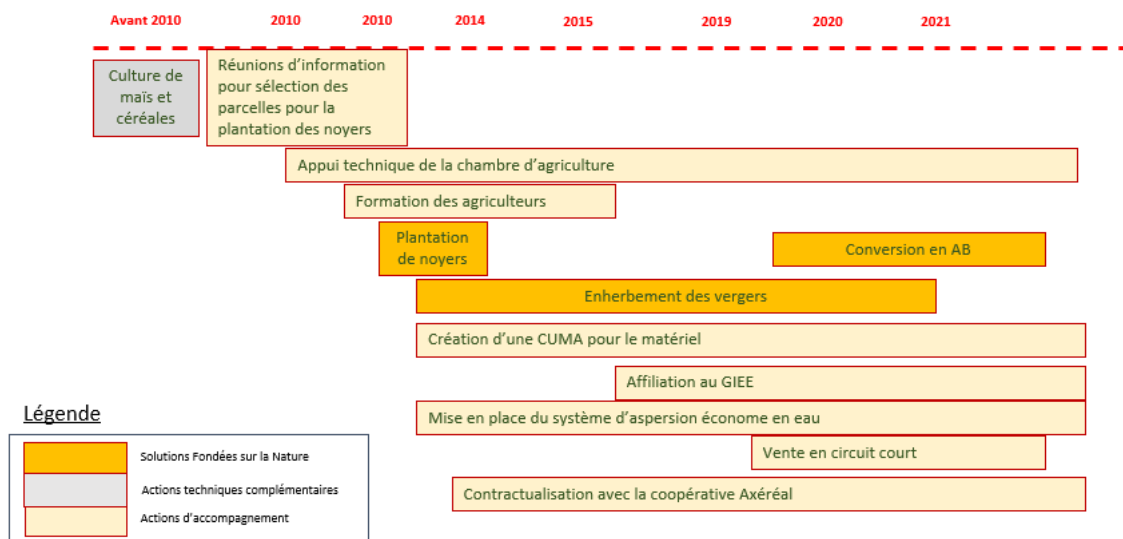 Avant 2010
2010
2010
2014
2015
2019
2020
2021
Culture de
maïs et
céréales
Réunions d’information
pour sélection des
parcelles pour la
plantation des noyers
Appui technique de la chambre d’agriculture
Formation des agriculteurs
Plantation
de noyers
Conversion en AB
Enherbement des vergers
Création d’une CUMA pour le matériel
Affiliation au GIEE
Mise en place du système d’aspersion économe en eau
Vente en circuit court
Contractualisation avec la coopérative Axéréal
Légende
Solutions Fondées sur la Nature
Actions techniques complémentaires
Actions d’accompagnement